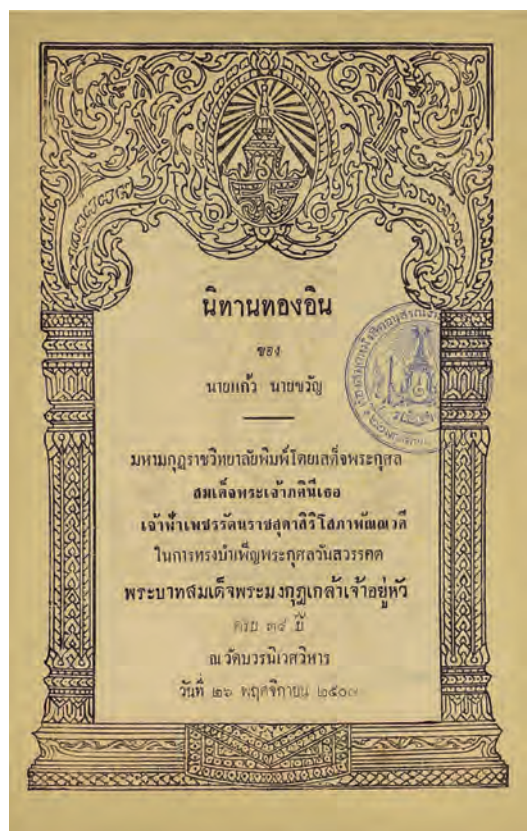 นิทานทองอิน
ของ
นายแก้ว นายขวัญ
มหามกุฎราชวิทยาลัยพิมพ์โดยเสด็จพระกุศล
สมเด็จพระเจ้าภคินีเธอ
เจ้าฟ้าเพชรรัตนราชสุดาสิริโสภาพัณณวดี
ในการทรงบำเพ็ญพระกุศลวันสวรรคต
พระบาทสมเด็จพระมงกุฎเกล้าเจ้าอยู่หัว
ครบ ๓๙ ปี
ณ วัดบวรนิเวศวิหาร
วันที่ ๒๖ พฤศจิกายน